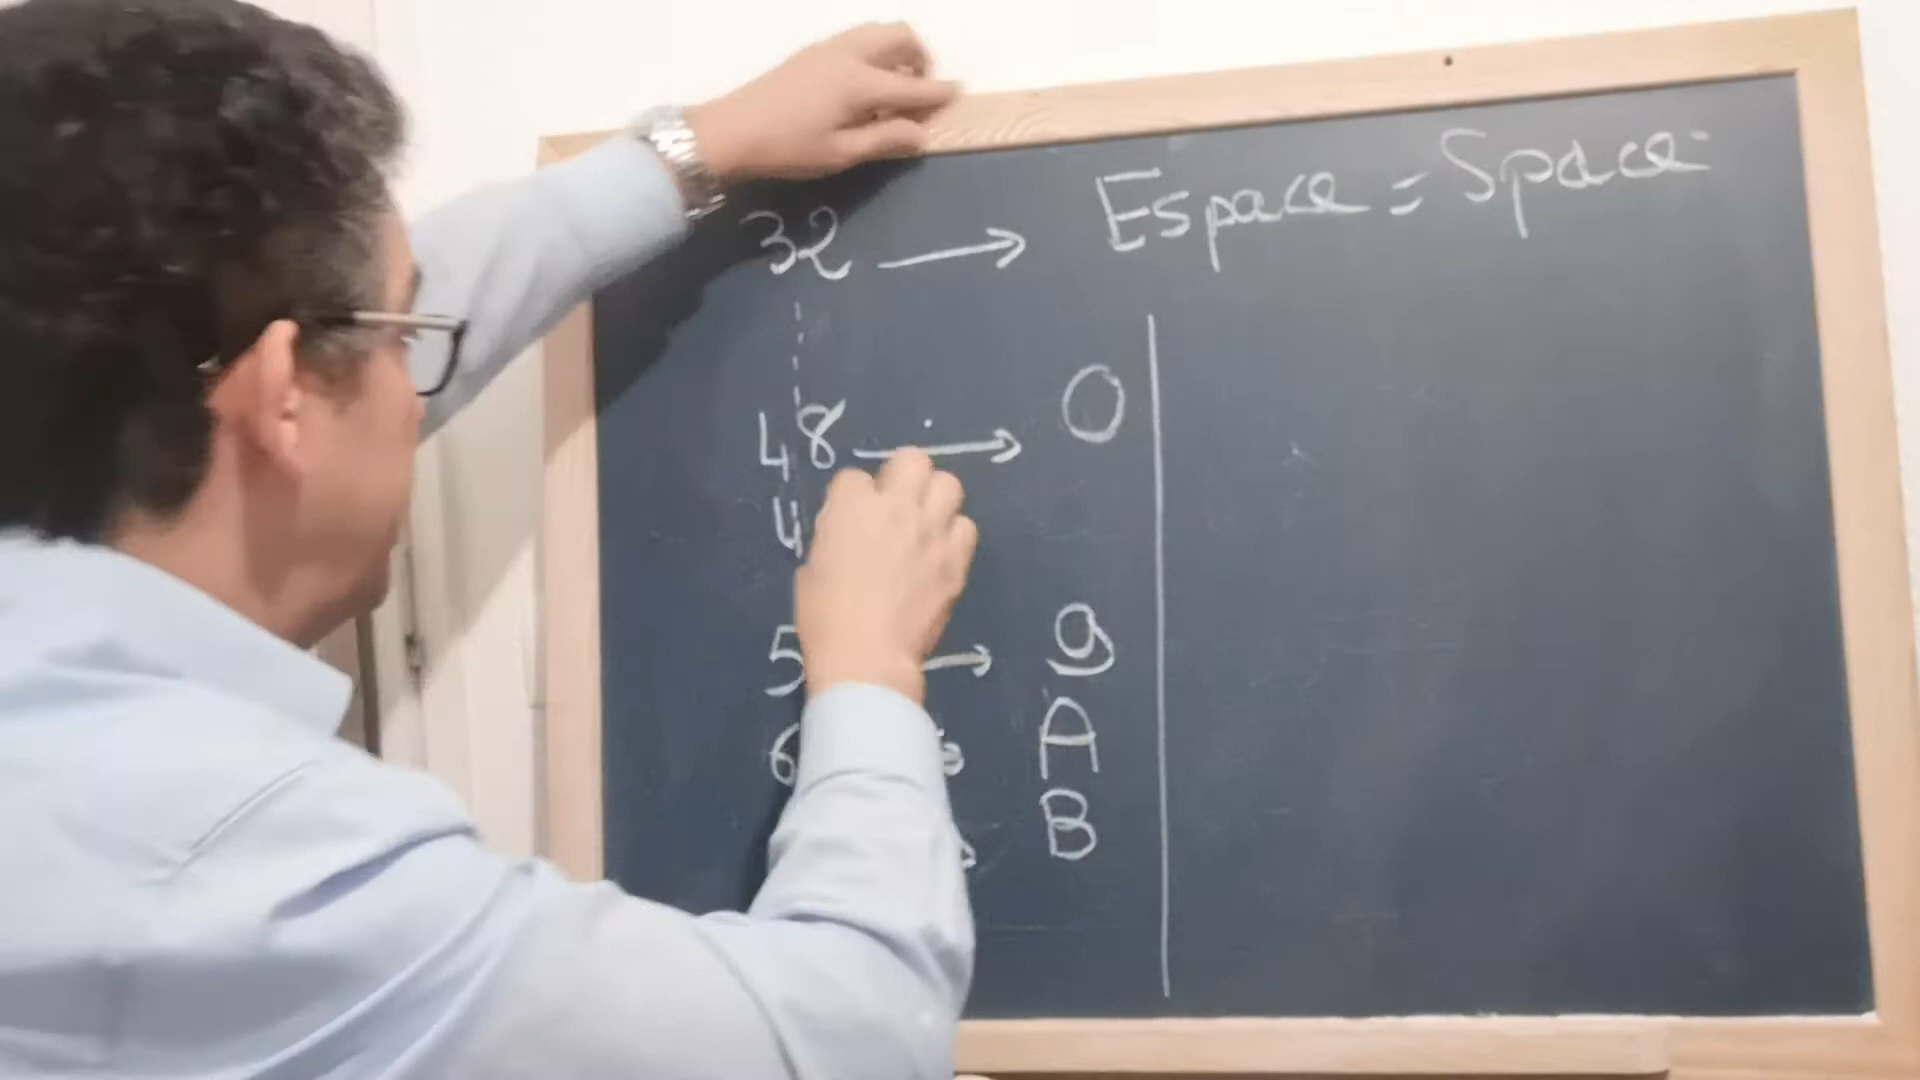 32 → Espace = Space
48 → 0
4
5 → 9
6 A
B